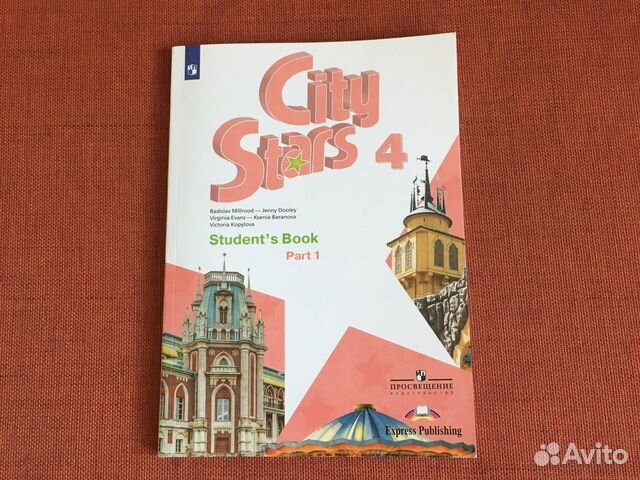 City
Stars 4
Radislav Millrood — Jenny Dooley
Virginia Evans — Ksenia Baranova
Victoria Kopylova
Student's Book
Part 1
ПРОСВЕЩЕНИЕ
ИЗДАТЕЛЬСТВО
Express Publishing
Avito